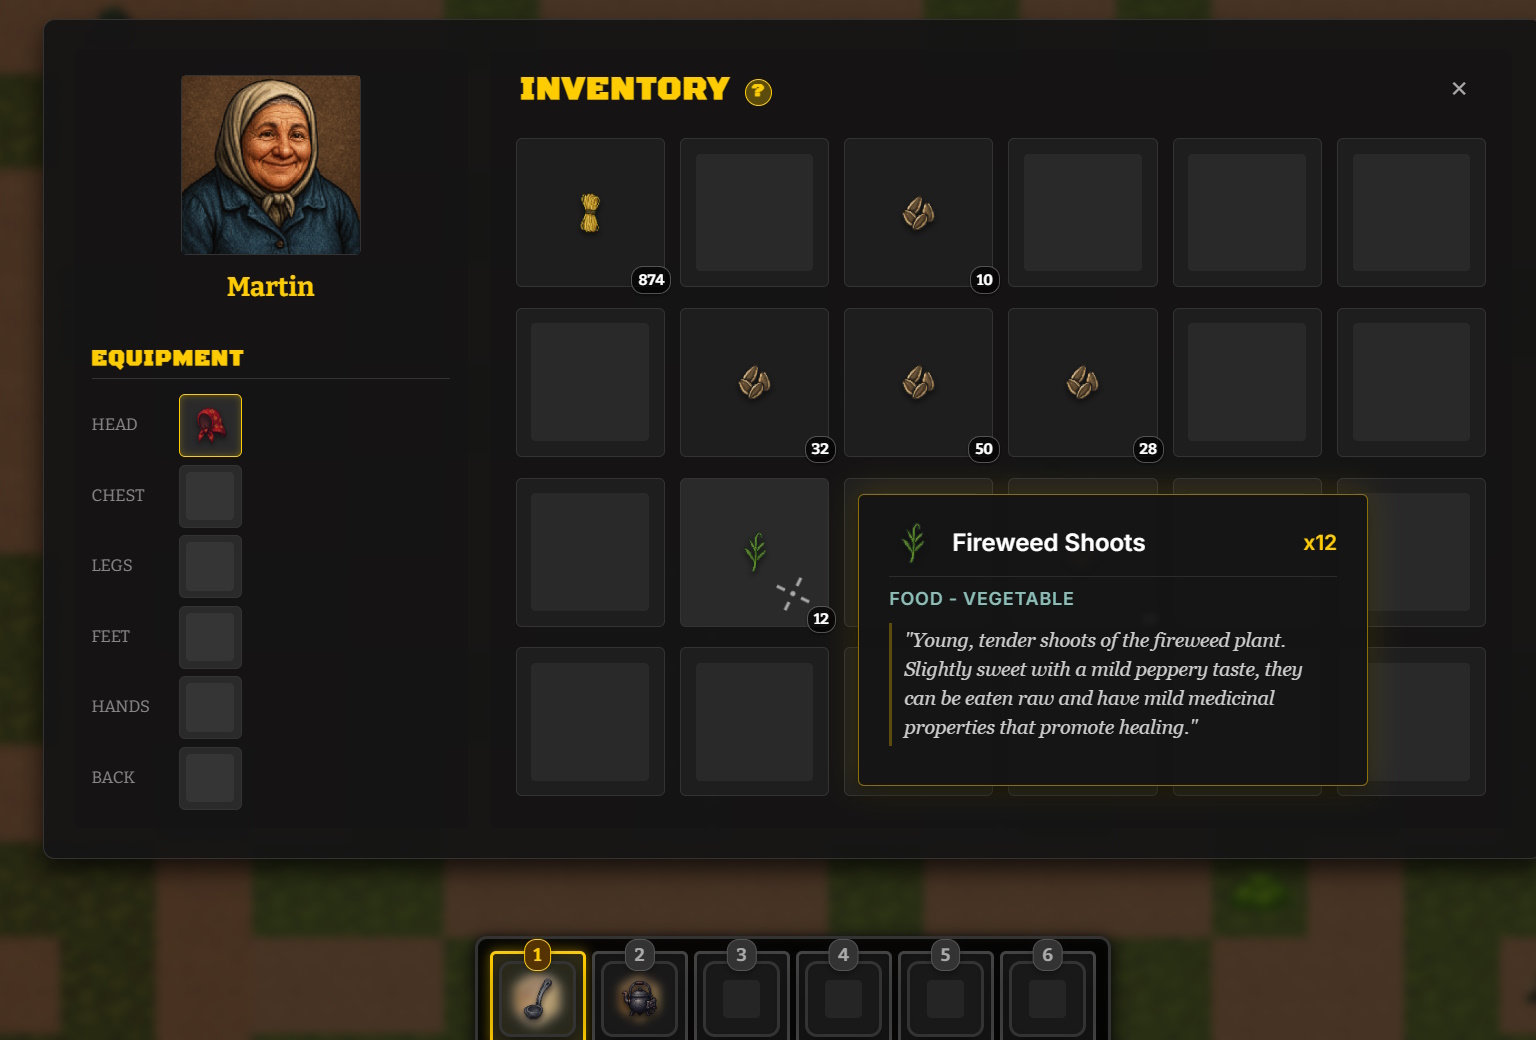 INVENTORY ?
×
874
10
Martin
EQUIPMENT
HEAD
32
50
28
CHEST
Fireweed Shoots
x12
LEGS
FOOD - VEGETABLE
12
FEET
"Young, tender shoots of the fireweed plant.
Slightly sweet with a mild peppery taste, they
can be eaten raw and have mild medicinal
properties that promote healing."
HANDS
BACK
1
2
3
4
5
6